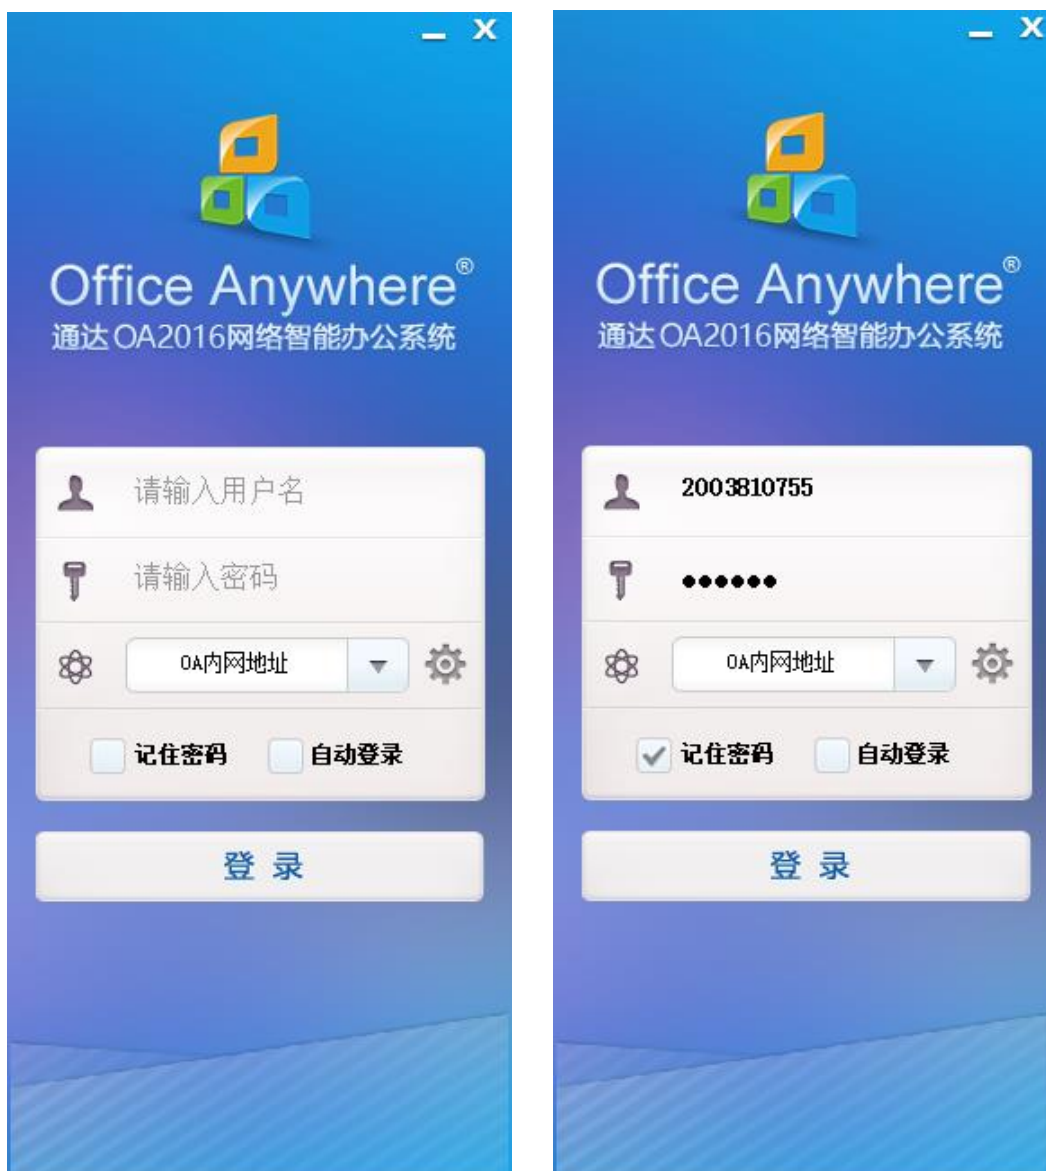 Office Anywhere®
通达OA2016网络智能办公系统
请输入用户名
请输入密码
OA内网地址
记住密码 自动登录
登 录
Office Anywhere®
通达OA2016网络智能办公系统
2003810755
●●●●●●
OA内网地址
记住密码 自动登录
登 录